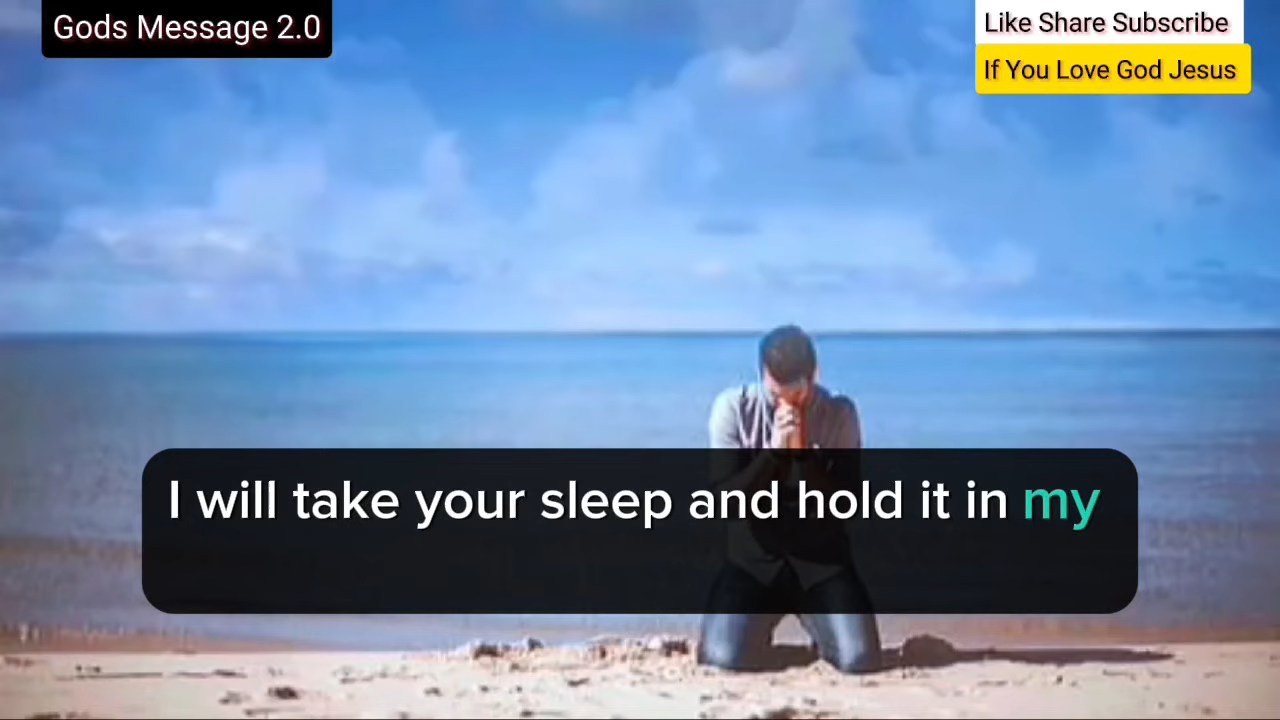 Gods Message 2.0
Like Share Subscribe
If You Love God Jesus
I will take your sleep and hold it in my